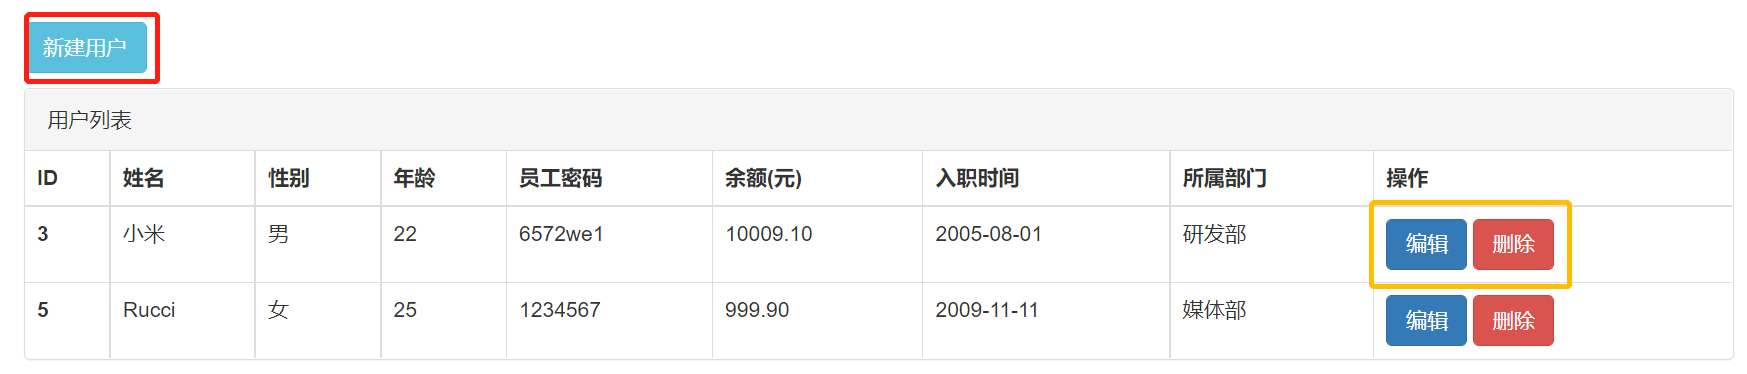 新建用户
用户列表
ID 姓名 性别 年龄 员工密码 余额(元) 入职时间 所属部门 操作
3 小米 男 22 6572we1 10009.10 2005-08-01 研发部 编辑 删除
5 Rucci 女 25 1234567 999.90 2009-11-11 媒体部 编辑 删除